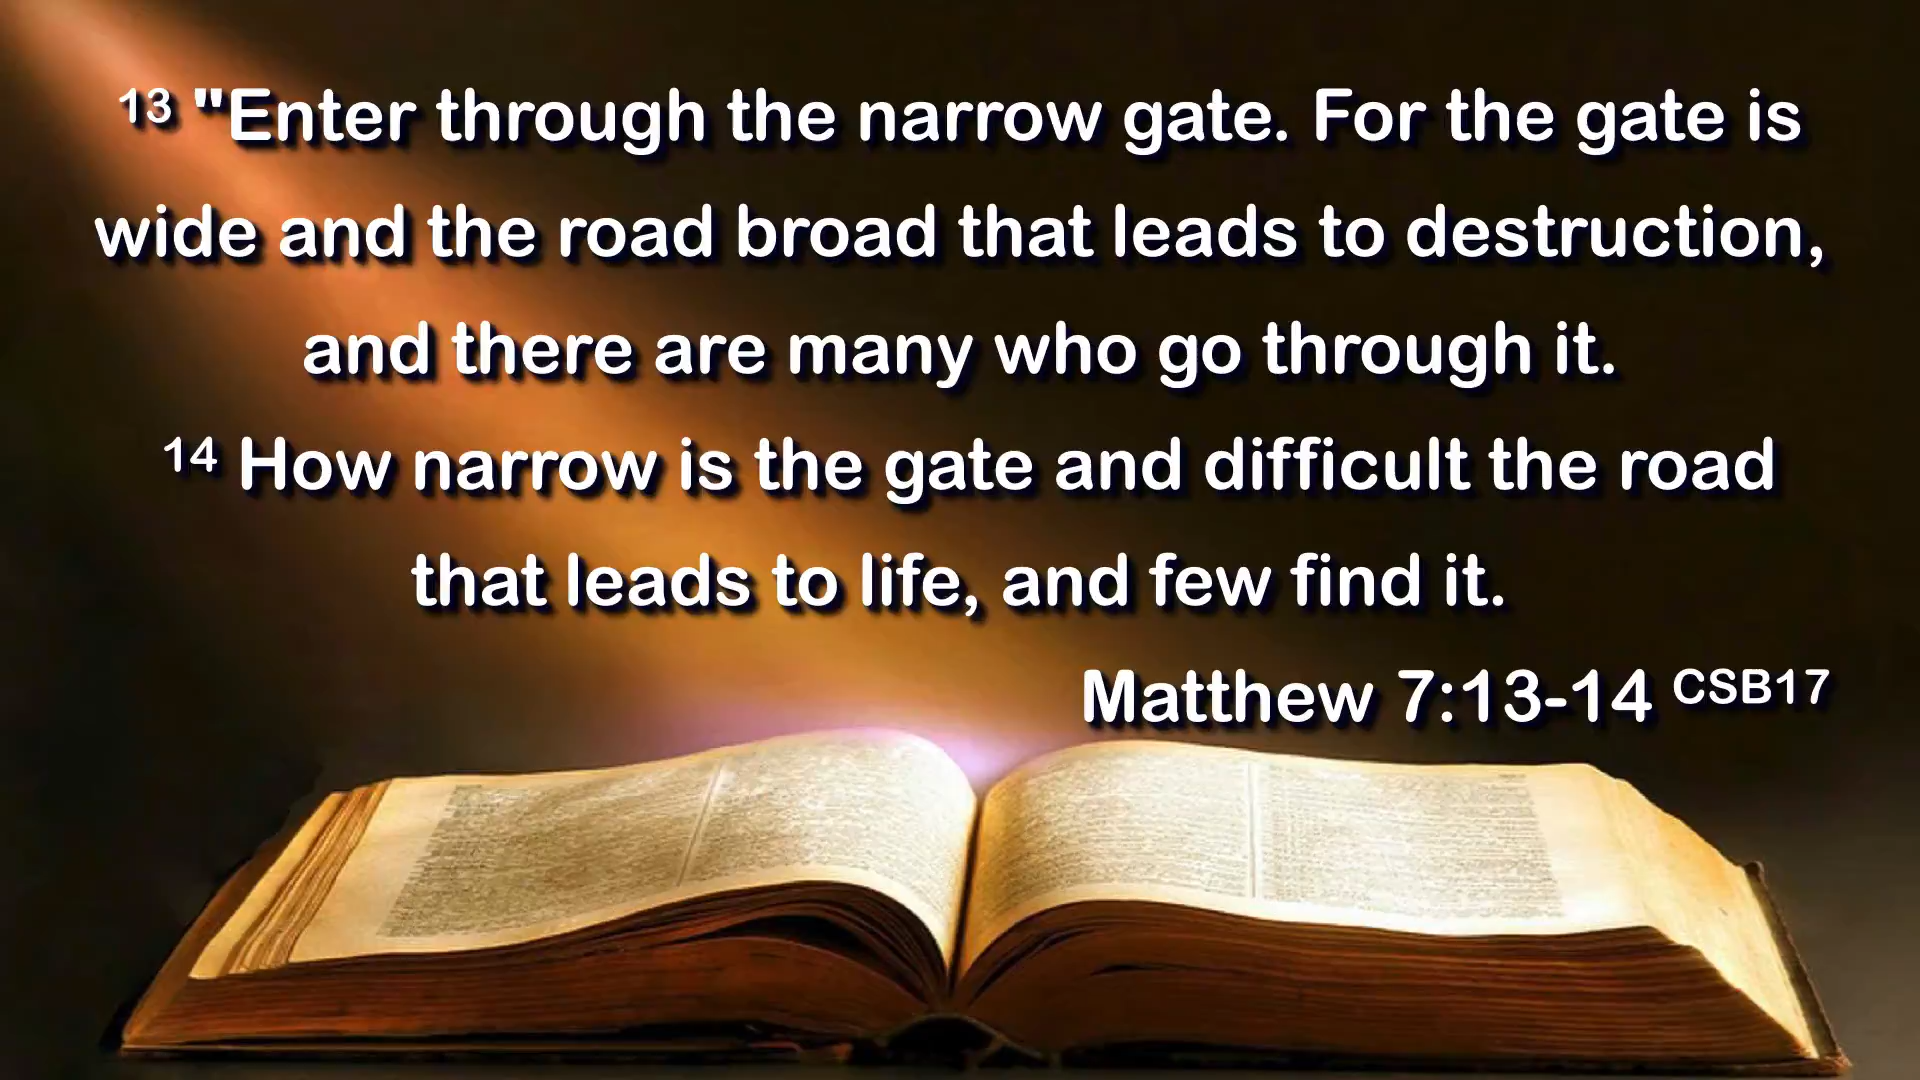 13 "Enter through the narrow gate. For the gate is
wide and the road broad that leads to destruction,
and there are many who go through it.
14 How narrow is the gate and difficult the road
that leads to life, and few find it.
Matthew 7:13-14 CSB17